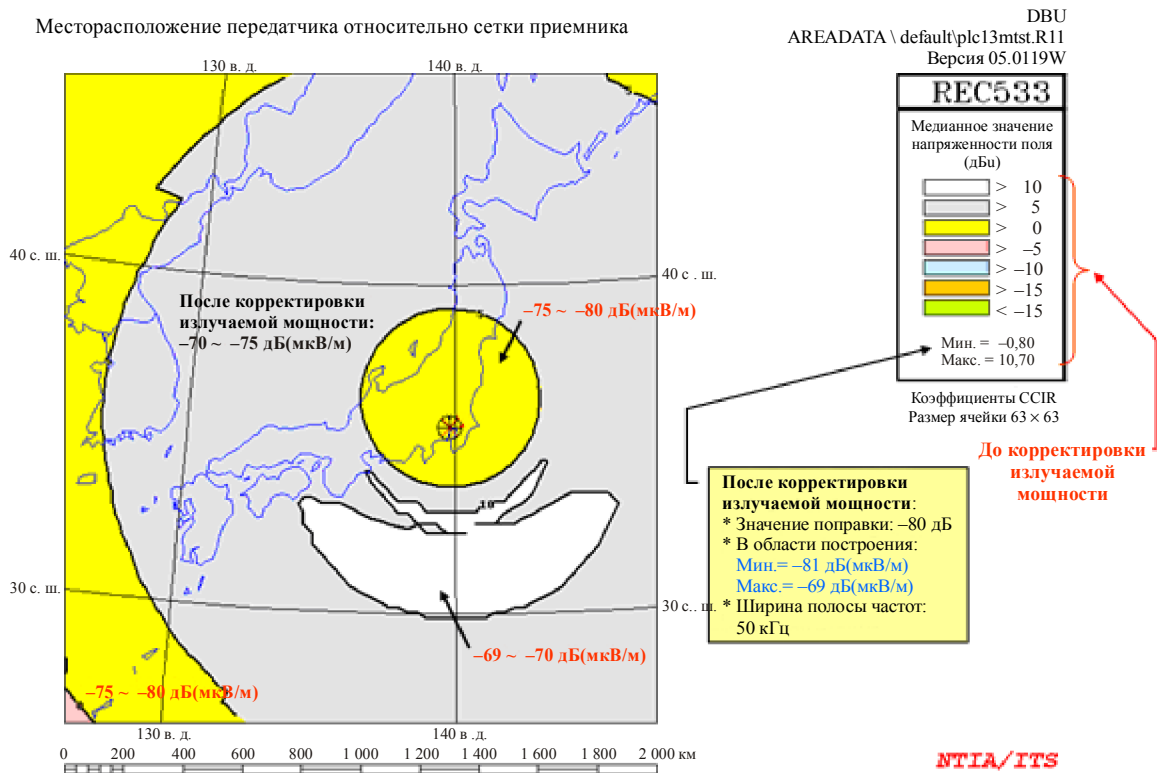 Месторасположение передатчика относительно сетки приемника
DBU
AREADATA \ default\plc13mtst.R11
Версия 05.0119W
130 в. д.
140 в. д.
REC533
Медианное значение
напряженности поля
(дБu)
> 10
> 5
> 0
> –5
> –10
> –15
< –15
Мин. = –0,80
Макс. = 10,70
Коэффициенты CCIR
Размер ячейки 63 × 63
До корректировки
излучаемой
мощности
40 с. ш.
40 с . ш.
После корректировки
излучаемой мощности:
–70 ~ –75 дБ(мкВ/м)
–75 ~ –80 дБ(мкВ/м)
10
30 с. ш.
30 с.. ш.
–69 ~ –70 дБ(мкВ/м)
–75 ~ –80 дБ(мкВ/м)
После корректировки
излучаемой мощности:
* Значение поправки: –80 дБ
* В области построения:
Мин.= –81 дБ(мкВ/м)
Макс.= –69 дБ(мкВ/м)
* Ширина полосы частот:
50 кГц
130 в. д.
140 в .д.
0 200 400 600 800 1 000 1 200 1 400 1 600 1 800 2 000 км
NTIA/ITS